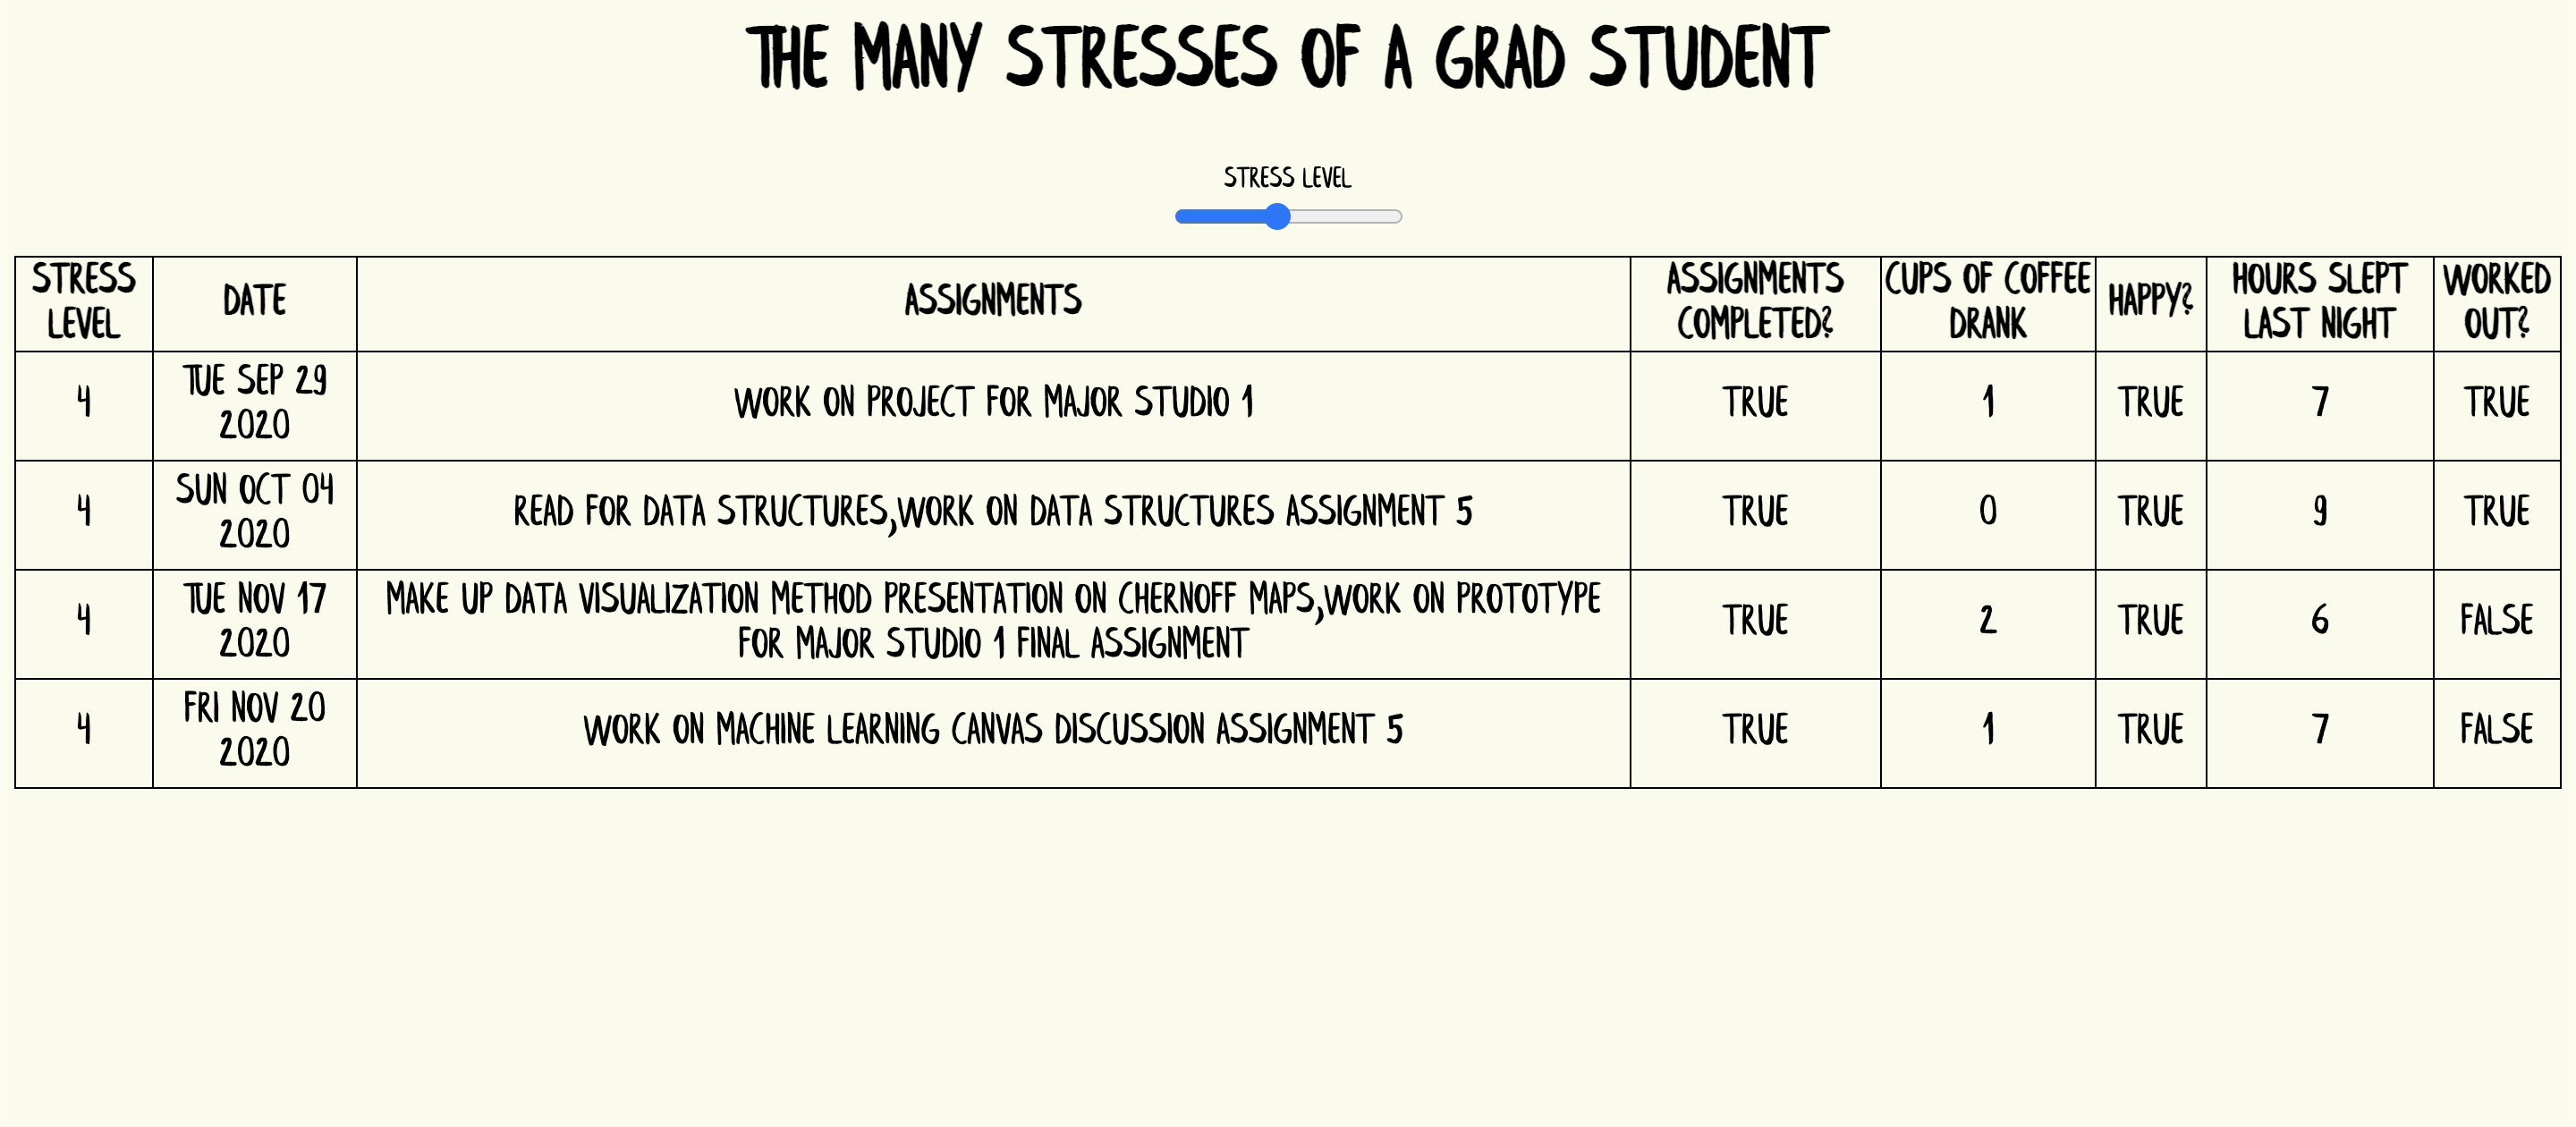 THE MANY STRESSES OF A GRAD STUDENT
STRESS LEVEL
STRESS LEVEL
DATE
ASSIGNMENTS
ASSIGNMENTS COMPLETED?
CUPS OF COFFEE DRANK
HAPPY?
HOURS SLEPT LAST NIGHT
WORKED OUT?
4
TUE SEP 29
2020
WORK ON PROJECT FOR MAJOR STUDIO 1
TRUE
1
TRUE
7
TRUE
4
SUN OCT 04
2020
READ FOR DATA STRUCTURES,WORK ON DATA STRUCTURES ASSIGNMENT 5
TRUE
0
TRUE
9
TRUE
4
TUE NOV 17
2020
MAKE UP DATA VISUALIZATION METHOD PRESENTATION ON CHERNOFF MAPS,WORK ON PROTOTYPE
FOR MAJOR STUDIO 1 FINAL ASSIGNMENT
TRUE
2
TRUE
6
FALSE
4
FRI NOV 20
2020
WORK ON MACHINE LEARNING CANVAS DISCUSSION ASSIGNMENT 5
TRUE
1
TRUE
7
FALSE